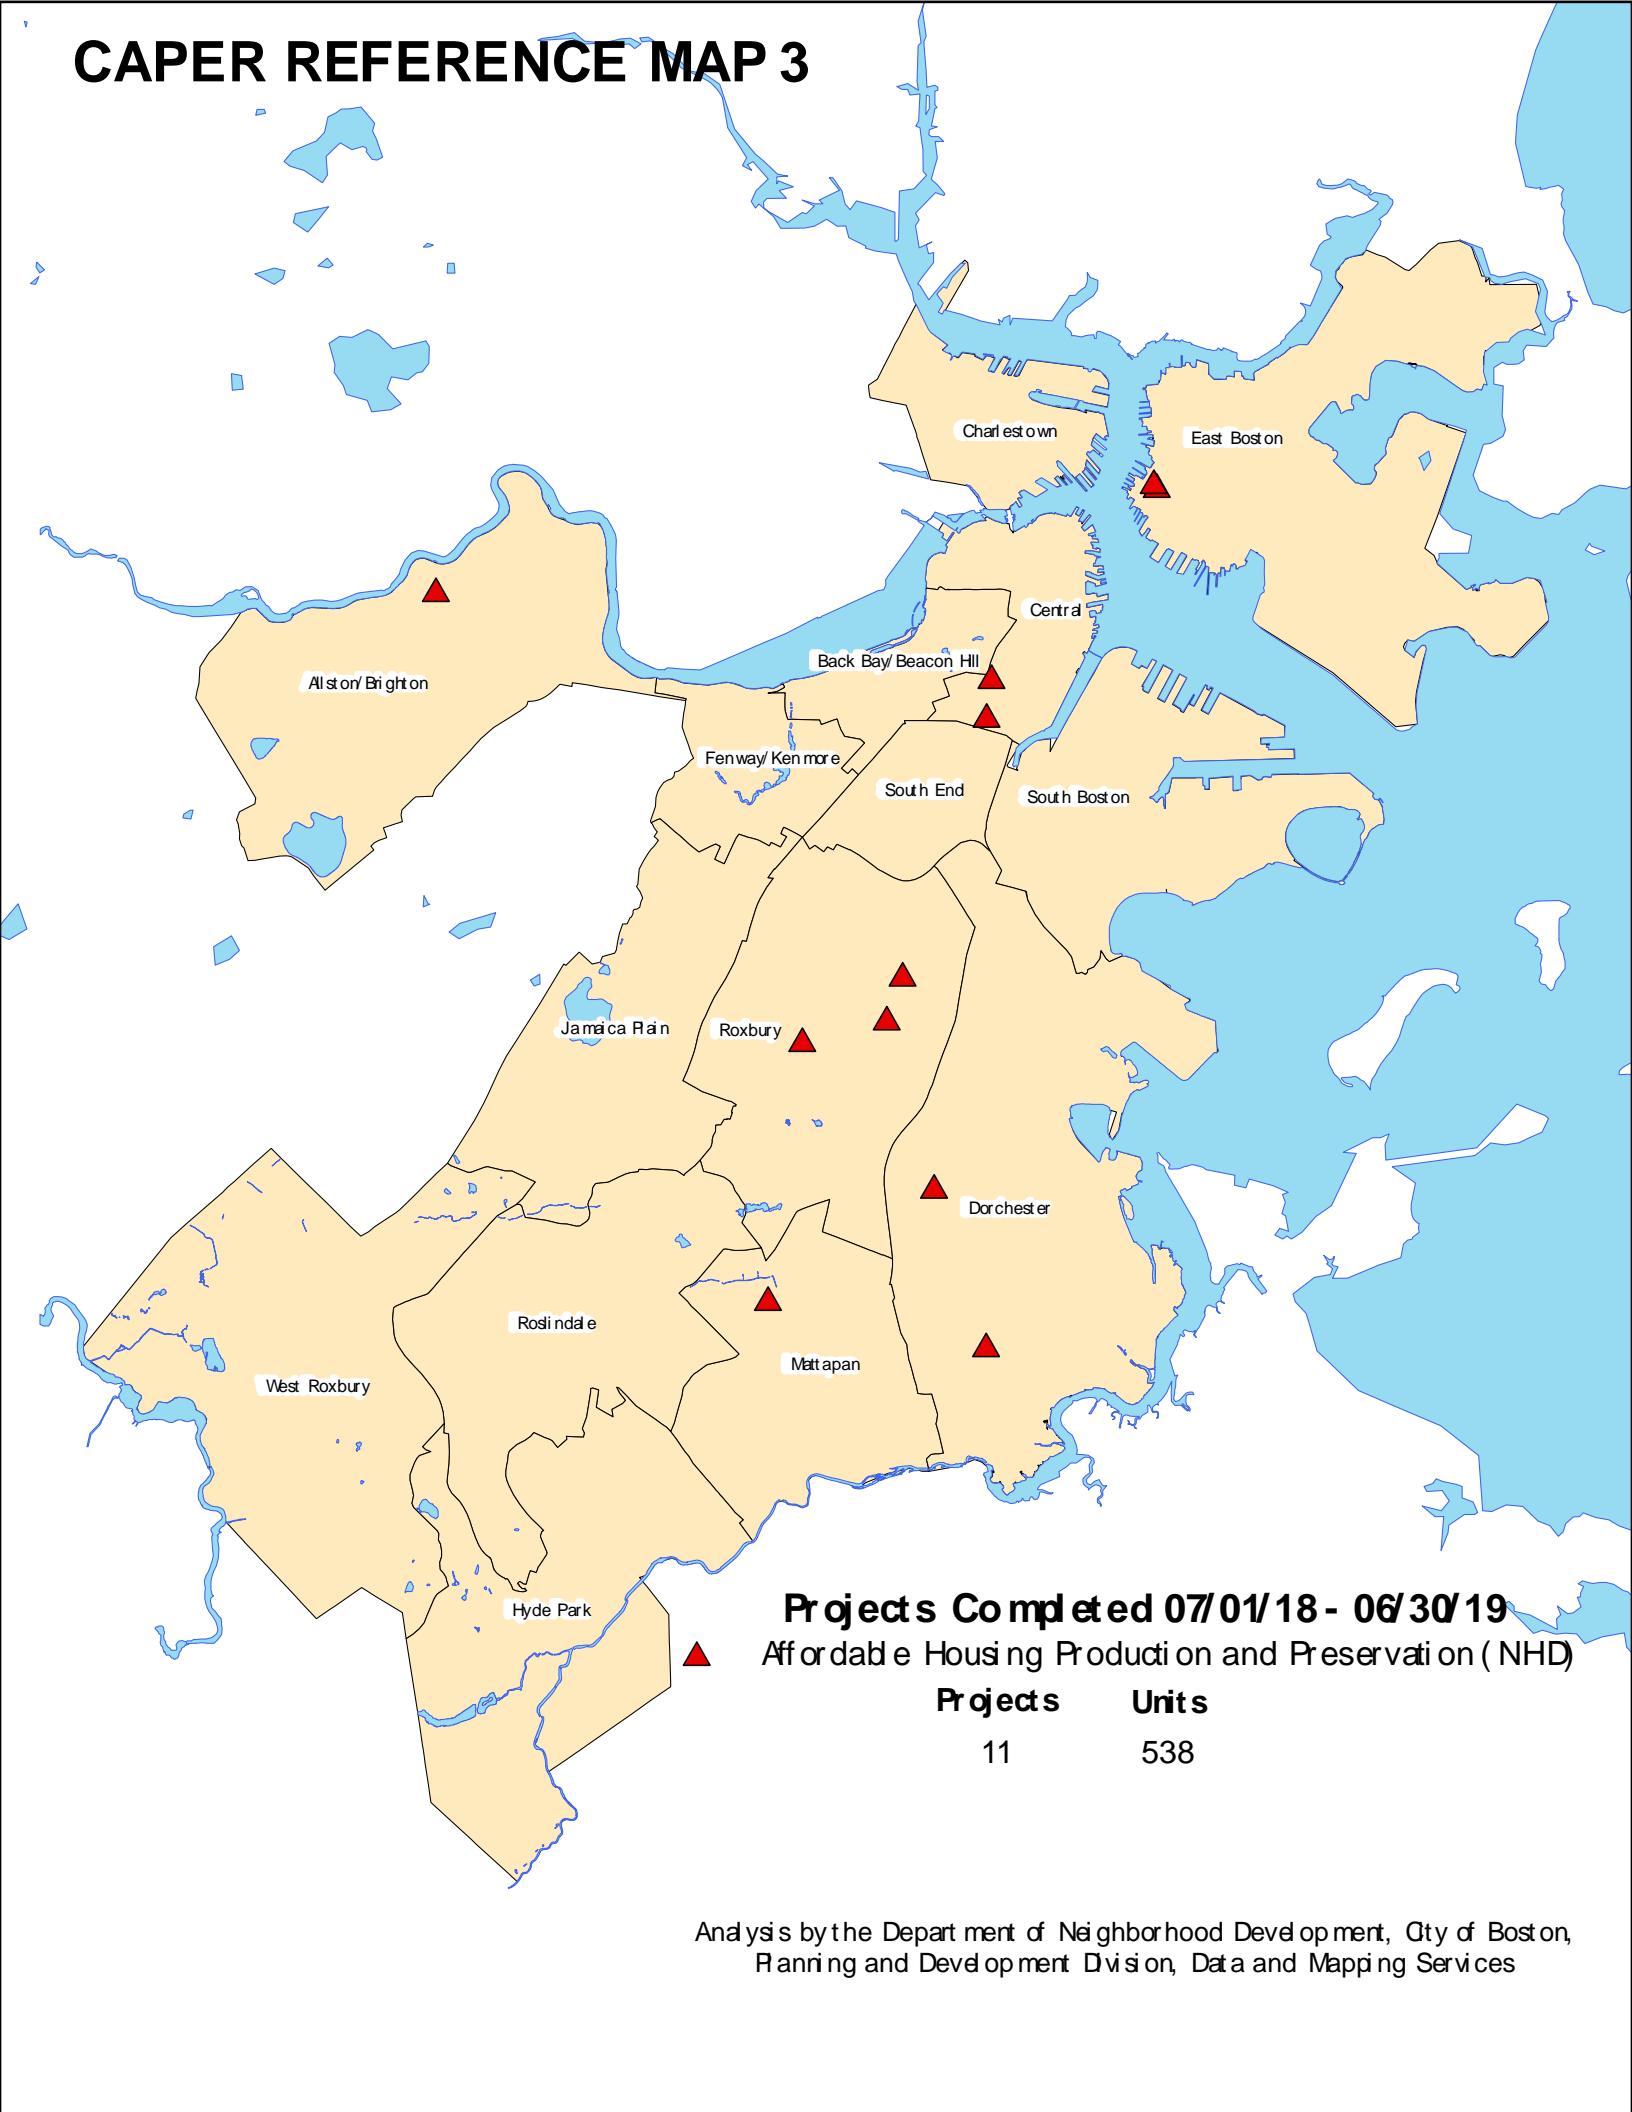 CAPER REFERENCE MAP 3
Charlestown
East Boston
Central
Back Bay/Beacon Hill
Allston/Brighton
Fenway/Kenmore
South End
South Boston
Jamaica Plain
Roxbury
Dorchester
Roslindale
Mattapan
West Roxbury
Hyde Park
Projects Completed 07/01/18 - 06/30/19
Affordable Housing Production and Preservation (NHD)
Projects Units
11 538
Analysis by the Department of Neighborhood Development, City of Boston,
Planning and Development Division, Data and Mapping Services